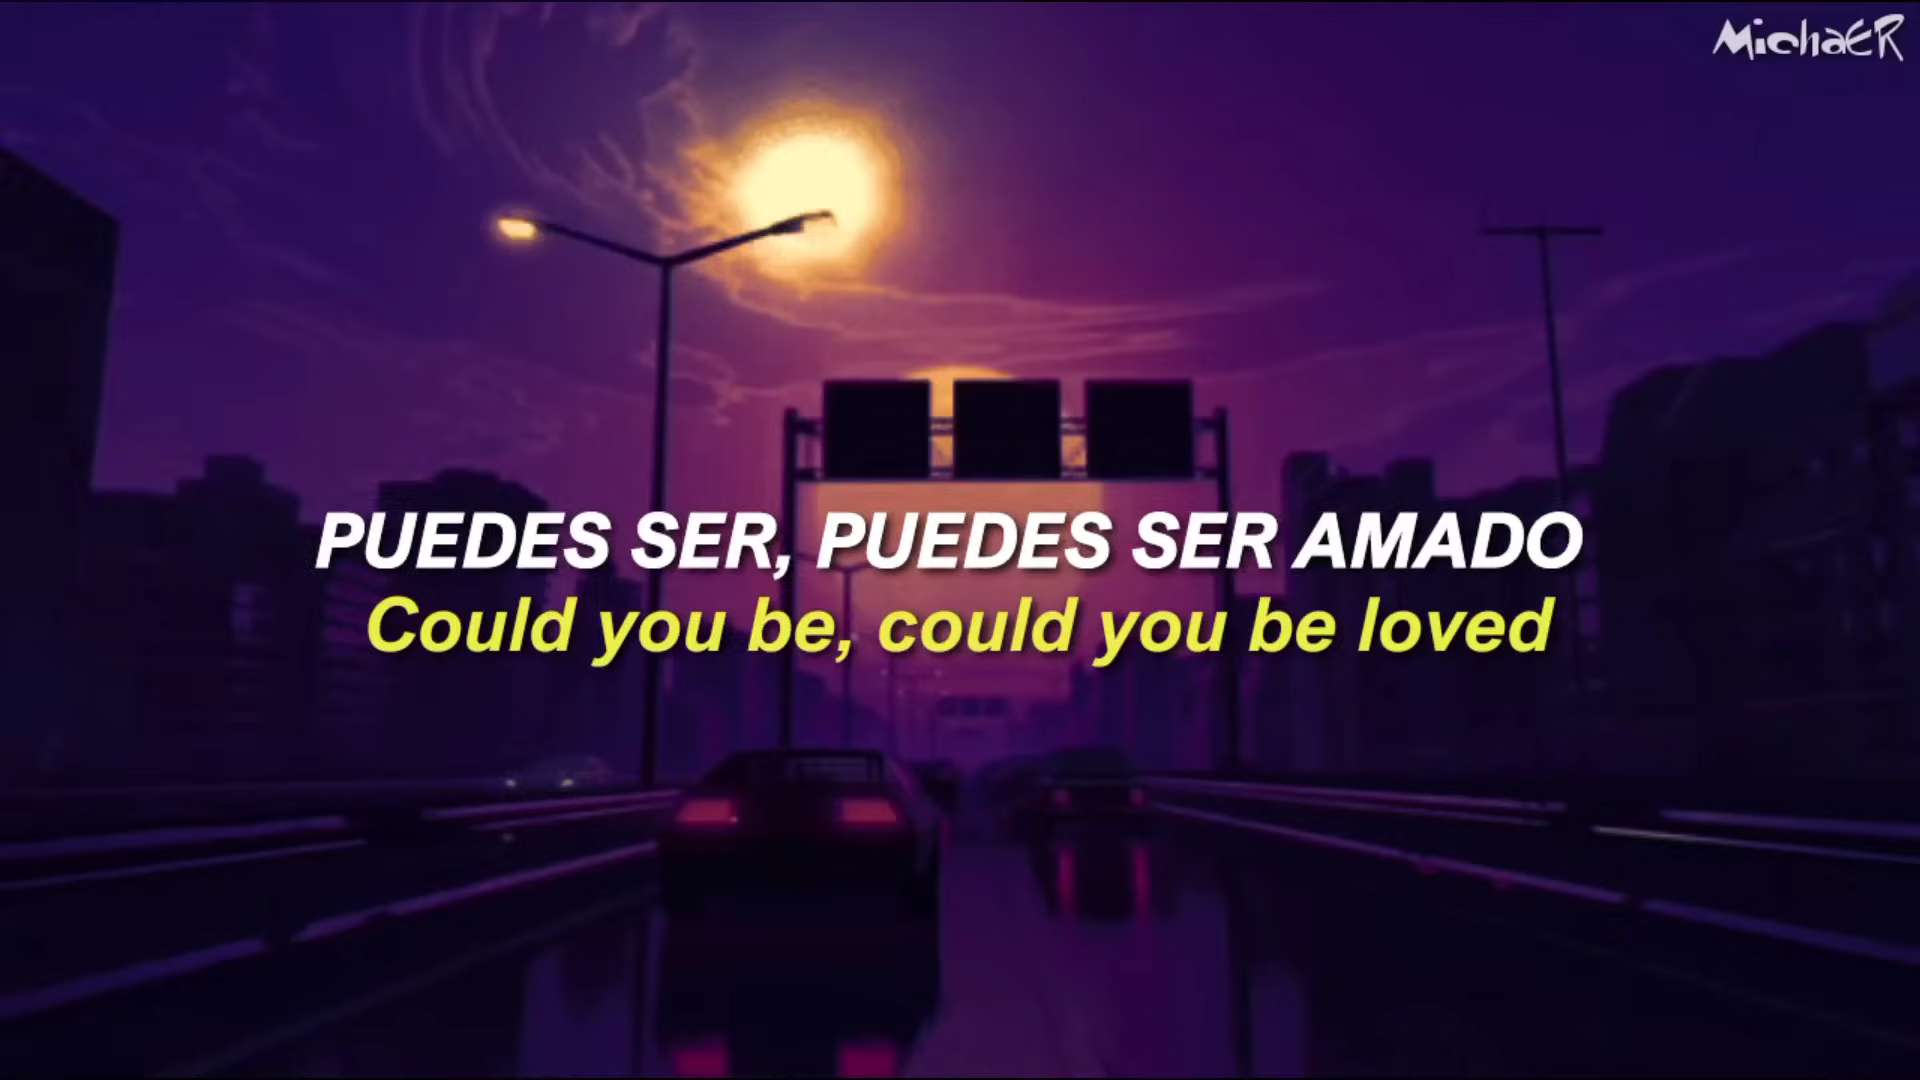 MichaER
PUEDES SER, PUEDES SER AMADO
Could you be, could you be loved